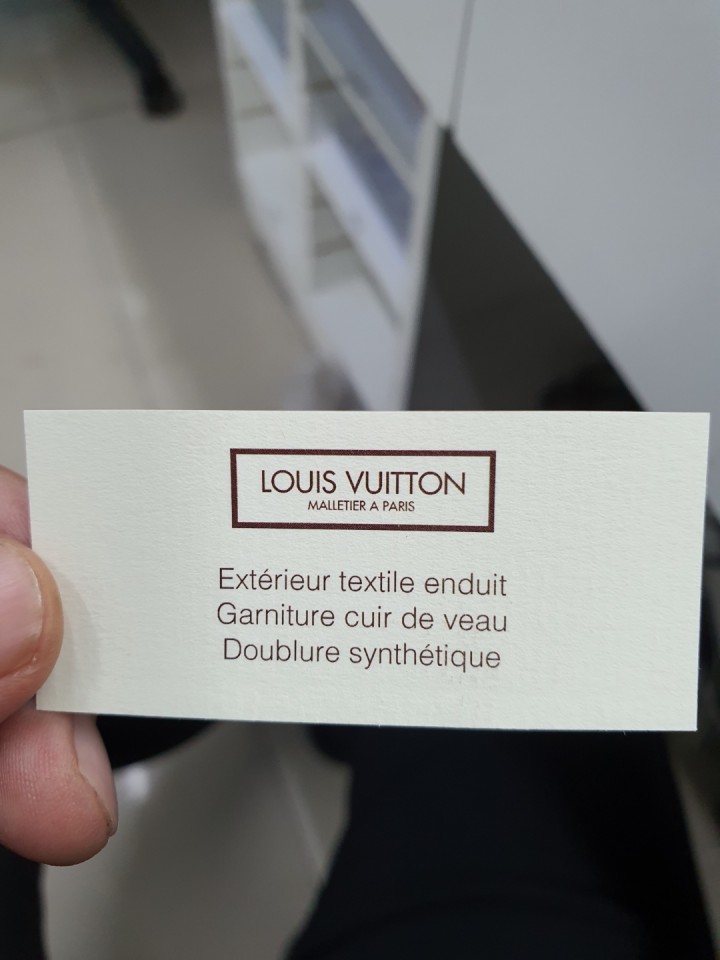 LOUIS VUITTON
MALLETIER A PARIS
Extérieur textile enduit
Garniture cuir de veau
Doublure synthétique